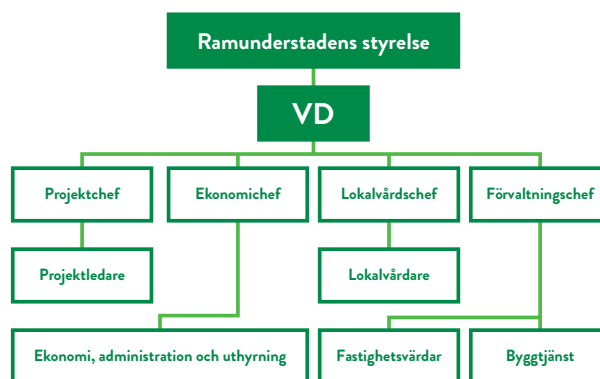 Ramunderstadens styrelse
VD
Projektchef
Ekonomichef
Lokalvårdschef
Förvaltningschef
Projektledare
Lokalvårdare
Ekonomi, administration och uthyrning
Fastighetsvärdar
Byggtjänst